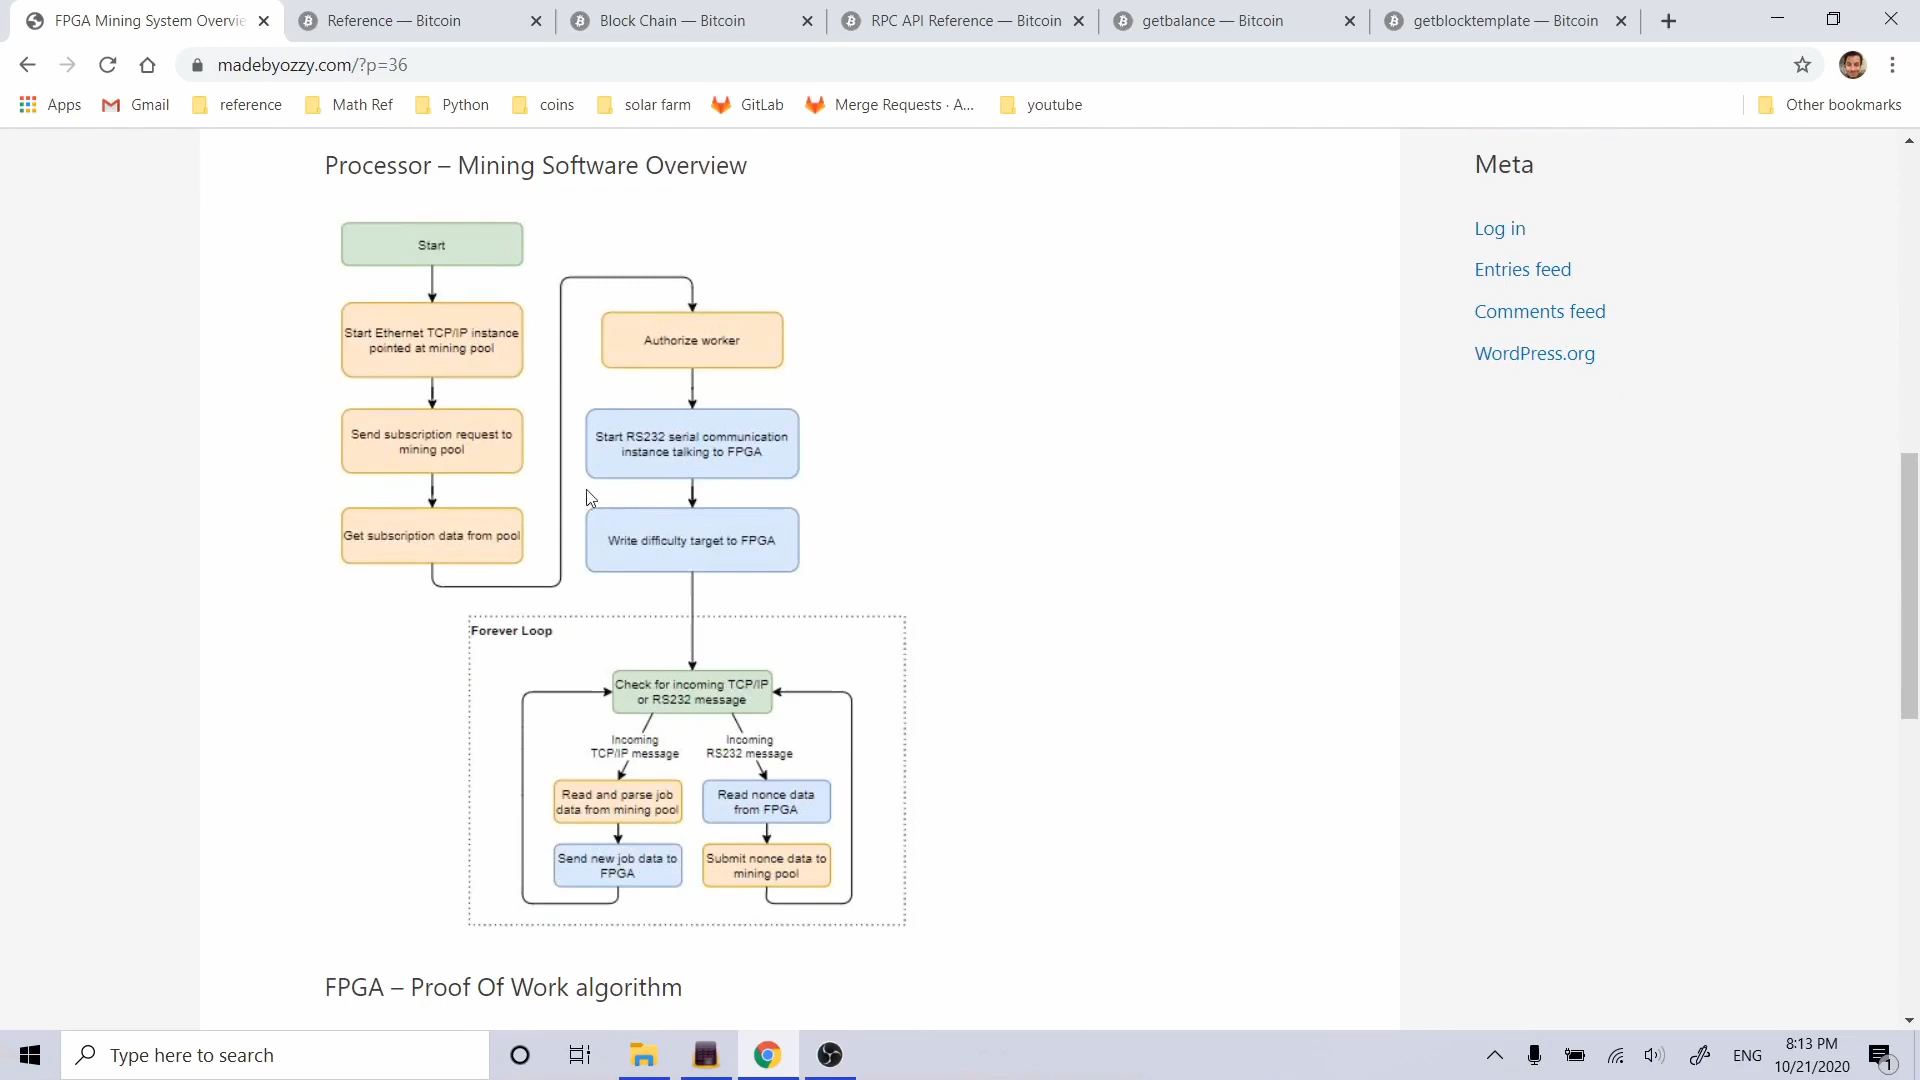 FPGA Mining System Overvie
Reference — Bitcoin
Block Chain — Bitcoin
RPC API Reference — Bitcoin
getbalance — Bitcoin
getblocktemplate — Bitcoin
madebyozzy.com/?p=36
Apps
Gmail
reference
Math Ref
Python
coins
solar farm
GitLab
Merge Requests · A...
youtube
Other bookmarks
Processor – Mining Software Overview
Start
Start Ethernet TCP/IP instance
pointed at mining pool
Send subscription request to
mining pool
Get subscription data from pool
Authorize worker
Start RS232 serial communication
instance talking to FPGA
Write difficulty target to FPGA
Forever Loop
Check for incoming TCP/IP
or RS232 message
Incoming
TCP/IP message
Incoming
RS232 message
Read and parse job
data from mining pool
Read nonce data
from FPGA
Send new job data to
FPGA
Submit nonce data to
mining pool
FPGA – Proof Of Work algorithm
Meta
Log in
Entries feed
Comments feed
WordPress.org
Type here to search
ENG
8:13 PM
10/21/2020
1